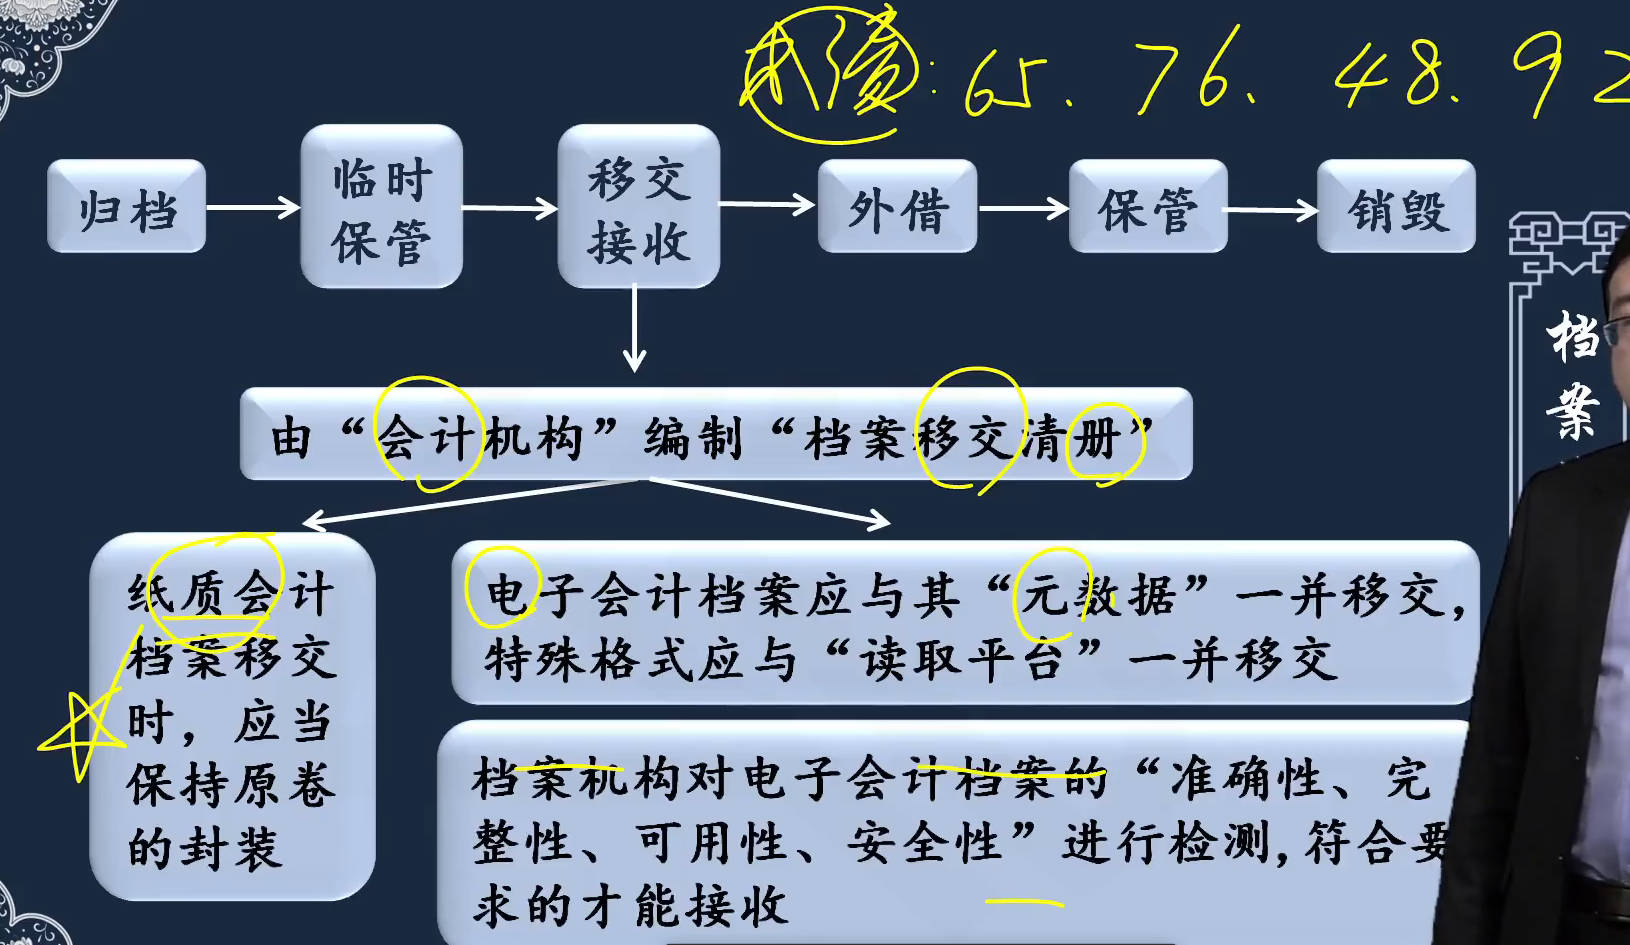 成绩：65. 76. 48. 92
归档
临时
保管
移交
接收
外借
保管
销毁
档
案
由“会计机构”编制“档案移交清册”
纸质会计
档案移交
时，应当
保持原卷
的封装
电子会计档案应与其“元数据”一并移交，
特殊格式应与“读取平台”一并移交
档案机构对电子会计档案的“准确性、完
整性、可用性、安全性”进行检测，符合要
求的才能接收